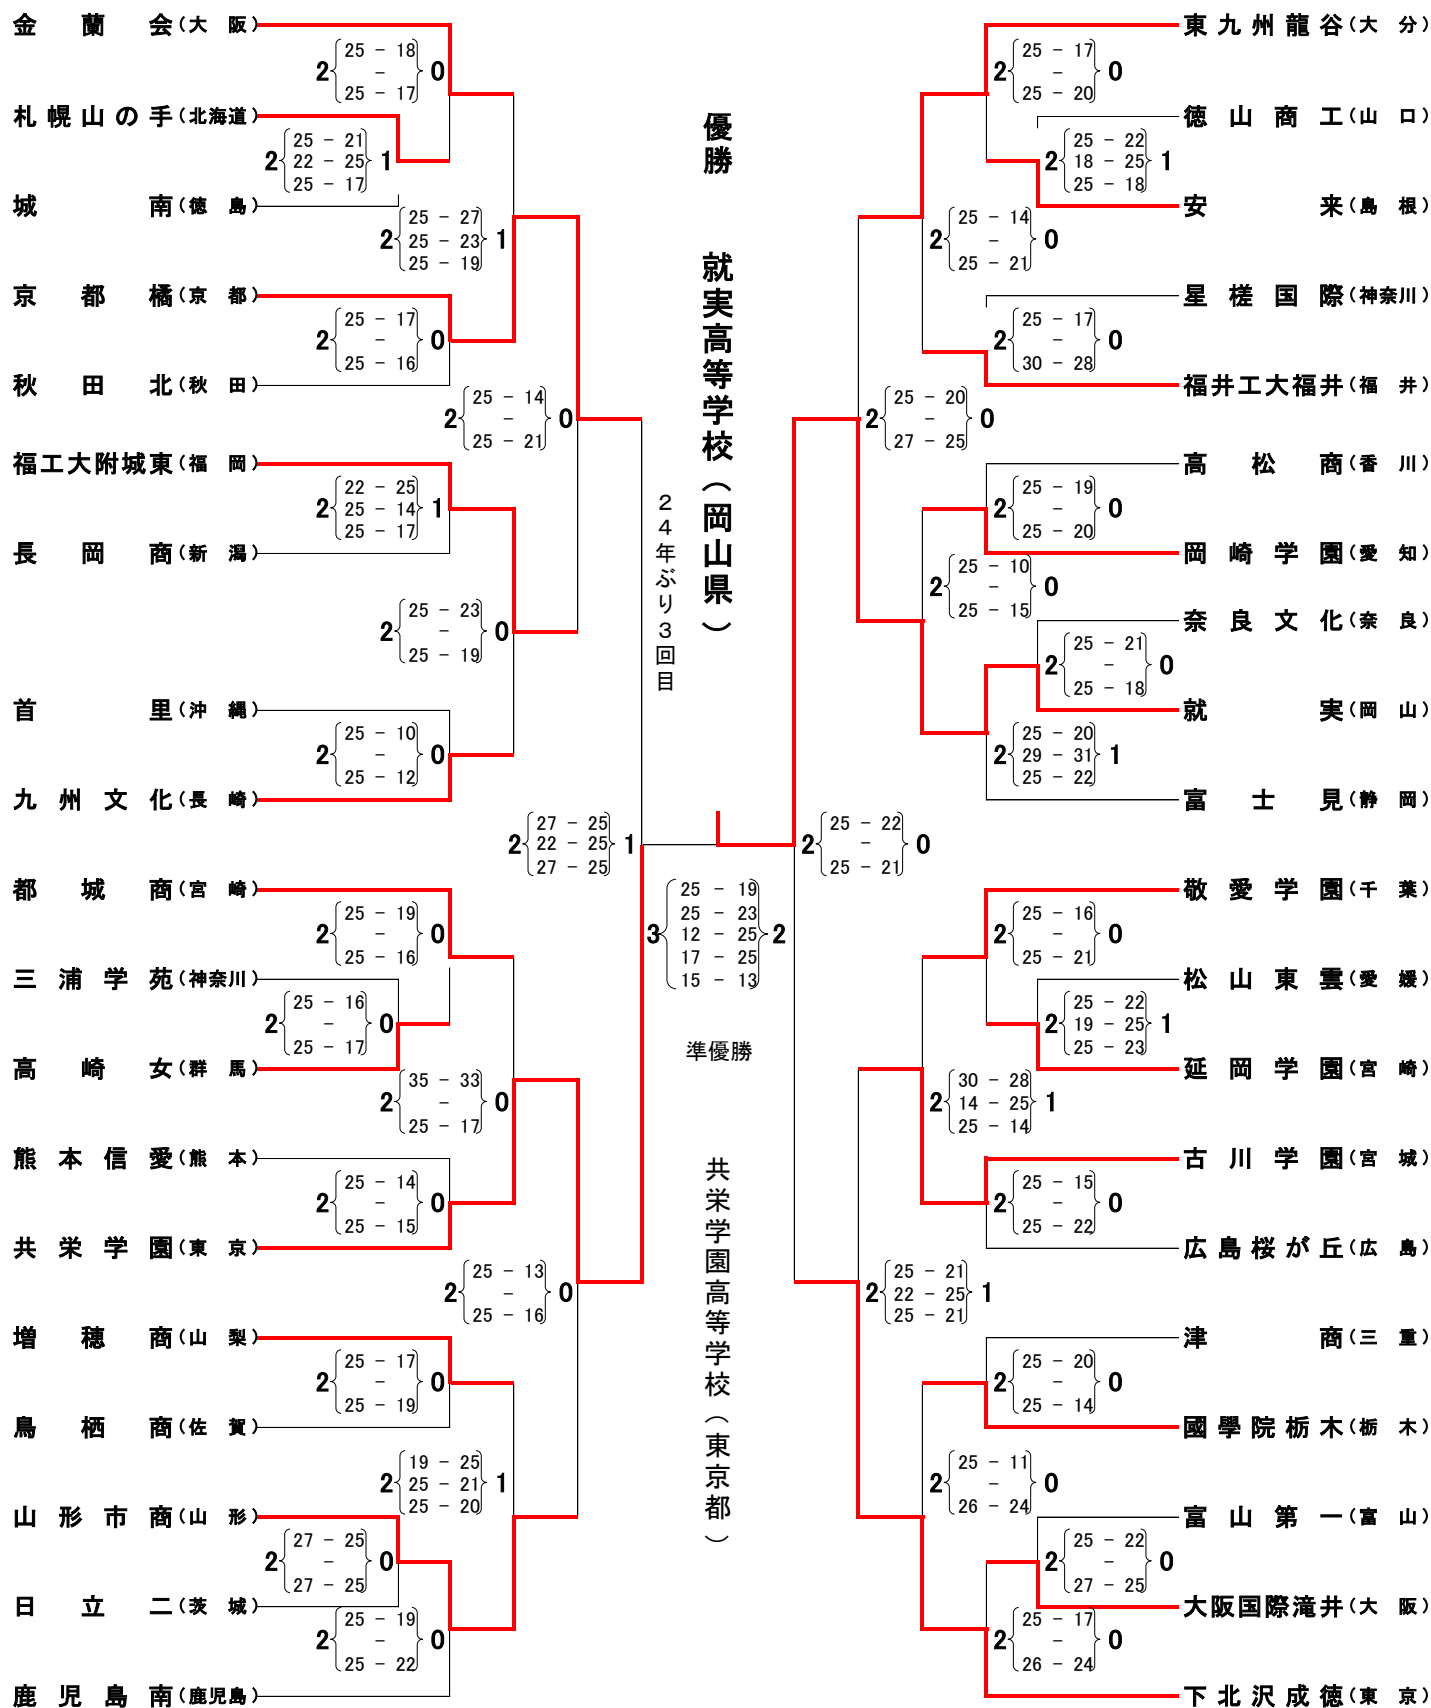 金蘭会（大阪）
2 25 - 18 0
-
25 - 17
札幌山の手（北海道）
2 25 - 21 1
22 - 25
25 - 17
城南（徳島）
2 25 - 27 1
25 - 23
25 - 19
京都橘（京都）
2 25 - 17 0
-
25 - 16
秋田北（秋田）
2 25 - 14 0
-
25 - 21
福工大附城東（福岡）
2 22 - 25 1
25 - 14
25 - 17
長岡商（新潟）
2 25 - 23 0
-
25 - 19
首里（沖縄）
2 25 - 10 0
-
25 - 12
九州文化（長崎）
2 27 - 25 1
22 - 25
27 - 25
都城商（宮崎）
2 25 - 19 0
-
25 - 16
三浦学苑（神奈川）
2 25 - 16 0
-
25 - 17
高崎女（群馬）
2 35 - 33 0
-
25 - 17
熊本信愛（熊本）
2 25 - 14 0
-
25 - 15
共栄学園（東京）
2 25 - 13 0
-
25 - 16
増穂商（山梨）
2 25 - 17 0
-
25 - 19
鳥栖商（佐賀）
2 19 - 25 1
25 - 21
25 - 20
山形市商（山形）
2 27 - 25 0
-
27 - 25
日立二（茨城）
2 25 - 19 0
-
25 - 22
鹿児島南（鹿児島）
優勝 就実高等学校（岡山県）
24年ぶり3回目
3 25 - 19 2
25 - 23
12 - 25
17 - 25
15 - 13
準優勝
共栄学園高等学校（東京都）
東九州龍谷（大分）
2 25 - 17 0
-
25 - 20
徳山商工（山口）
2 25 - 22 1
18 - 25
25 - 18
安来（島根）
2 25 - 14 0
-
25 - 21
星槎国際（神奈川）
2 25 - 17 0
-
30 - 28
福井工大福井（福井）
2 25 - 20 0
-
27 - 25
高松商（香川）
2 25 - 19 0
-
25 - 20
岡崎学園（愛知）
2 25 - 10 0
-
25 - 15
奈良文化（奈良）
2 25 - 21 0
-
25 - 18
就実（岡山）
2 25 - 20 1
29 - 31
25 - 22
富士見（静岡）
2 25 - 22 0
-
25 - 21
敬愛学園（千葉）
2 25 - 16 0
-
25 - 21
松山東雲（愛媛）
2 25 - 22 1
19 - 25
25 - 23
延岡学園（宮崎）
2 30 - 28 1
14 - 25
25 - 14
古川学園（宮城）
2 25 - 15 0
-
25 - 22
広島桜が丘（広島）
2 25 - 21 1
22 - 25
25 - 21
津商（三重）
2 25 - 20 0
-
25 - 14
國學院栃木（栃木）
2 25 - 11 0
-
26 - 24
富山第一（富山）
2 25 - 22 0
-
27 - 25
大阪国際滝井（大阪）
2 25 - 17 0
-
26 - 24
下北沢成徳（東京）